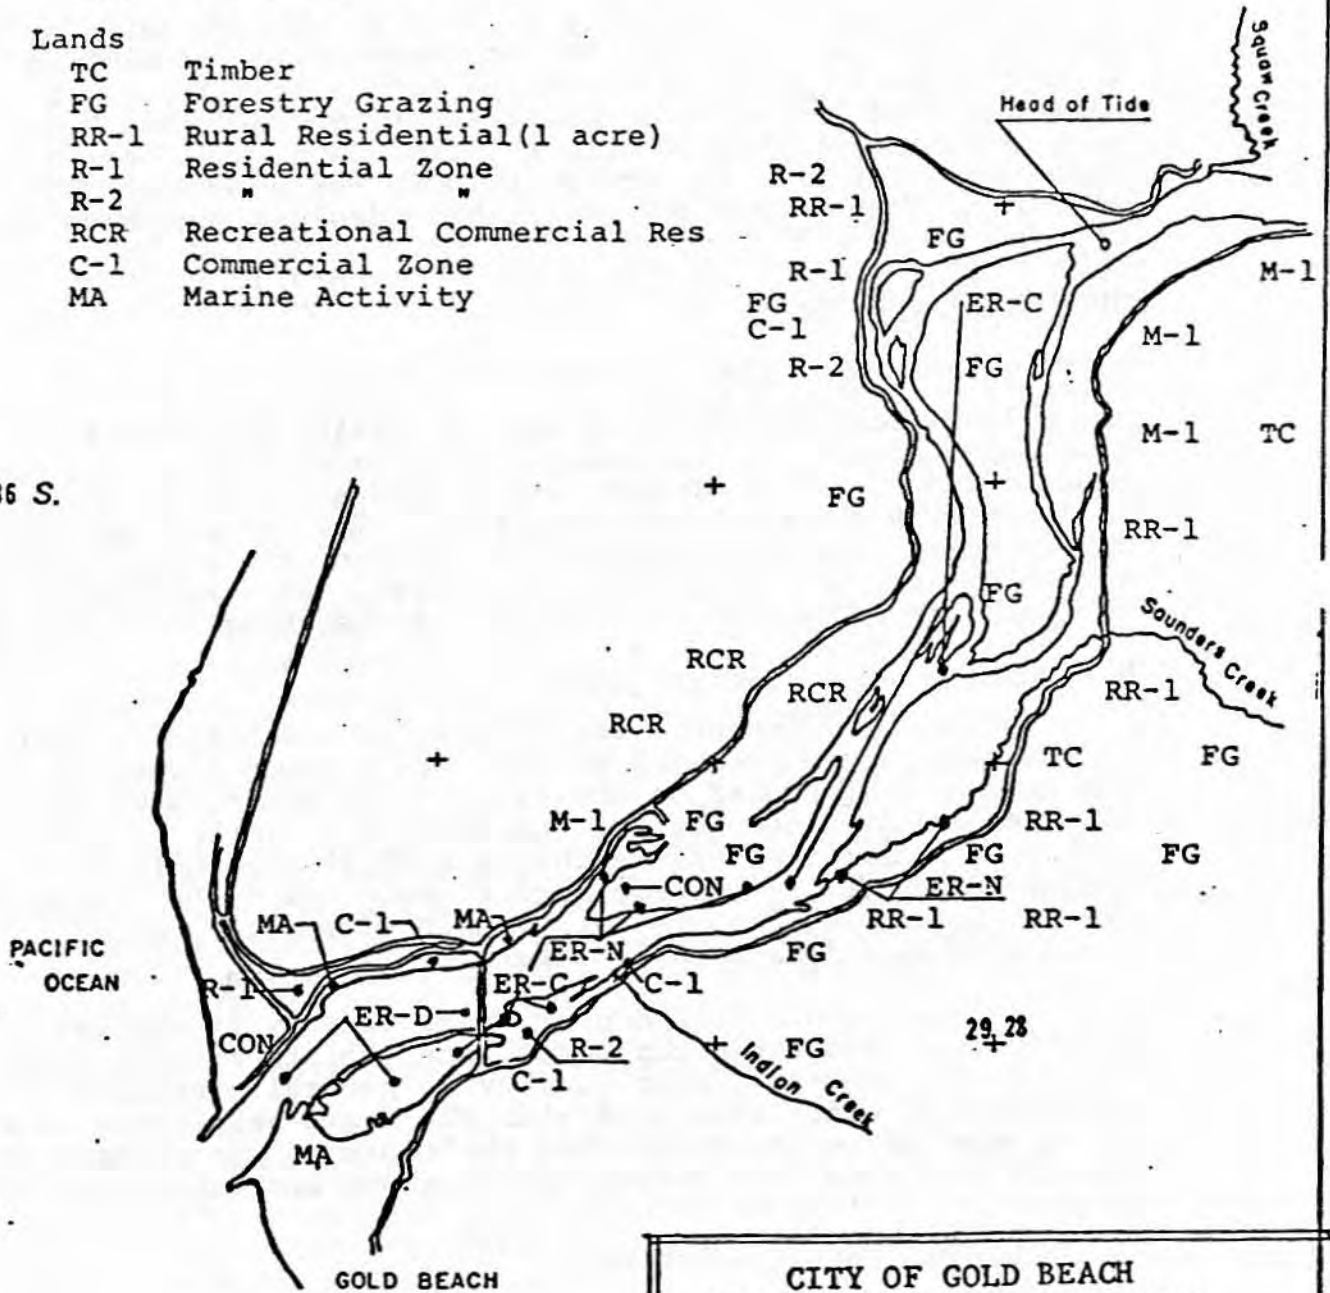 Lands
TC Timber
FG Forestry Grazing
RR-1 Rural Residential(1 acre)
R-1 Residential Zone
R-2 " "
RCR Recreational Commercial Res
C-1 Commercial Zone
MA Marine Activity
Squaw Creek
Head of Tide
R-2
RR-1
FG
R-1
M-1
FG
ER-C
C-1
M-1
R-2
FG
M-1 TC
6 S.
FG
RR-1
FG
Saunders Creek
RCR
RCR
RR-1
RCR
TC FG
M-1 FG
RR-1
FG
FG
FG
CON
ER-N
MA C-1 MA
RR-1 RR-1
PACIFIC
OCEAN
ER-N
FG
R-1
ER-C
C-1
ER-D
29 28
CON
R-2
FG
Indian Creek
C-1
MA
GOLD BEACH
CITY OF GOLD BEACH